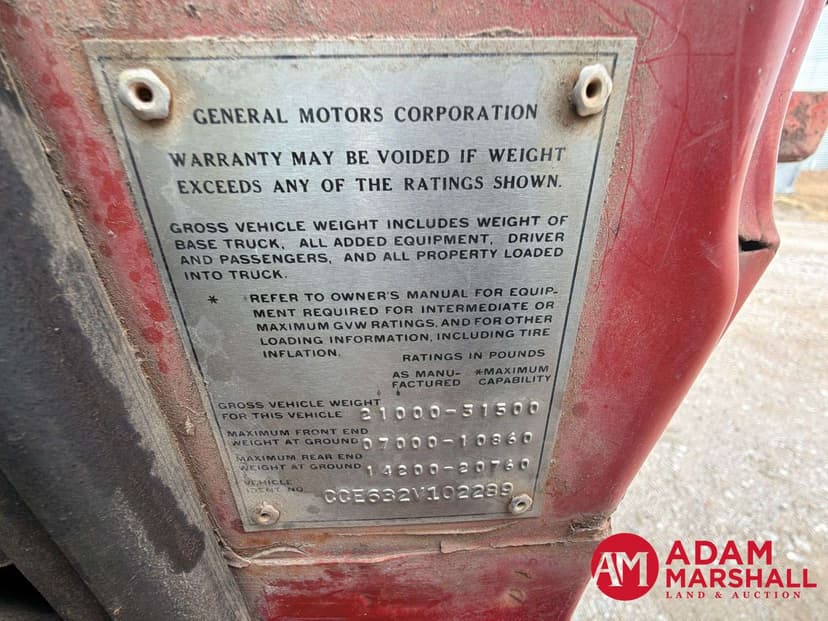 GENERAL MOTORS CORPORATION
WARRANTY MAY BE VOIDED IF WEIGHT
EXCEEDS ANY OF THE RATINGS SHOWN.
GROSS VEHICLE WEIGHT INCLUDES WEIGHT OF
BASE TRUCK, ALL ADDED EQUIPMENT, DRIVER
AND PASSENGERS, AND ALL PROPERTY LOADED
INTO TRUCK.
* REFER TO OWNER'S MANUAL FOR EQUIP-
MENT REQUIRED FOR INTERMEDIATE OR
MAXIMUM GVW RATINGS, AND FOR OTHER
LOADING INFORMATION, INCLUDING TIRE
INFLATION.
RATINGS IN POUNDS
AS MANU- *MAXIMUM
FACTURED CAPABILITY
GROSS VEHICLE WEIGHT
FOR THIS VEHICLE 21000-31500
MAXIMUM FRONT END
WEIGHT AT GROUND 07000-10860
MAXIMUM REAR END
WEIGHT AT GROUND 14200-20760
VEHICLE
IDENT. NO. CCE632V102289
AM ADAM
MARSHALL
LAND & AUCTION